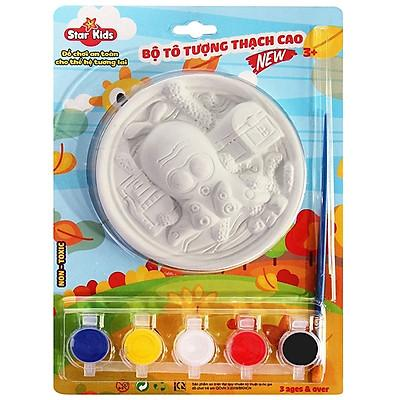 Star Kids
Đồ chơi an toàn
cho thế hệ tương lai
BỘ TÔ TƯỢNG THẠCH CAO
NEW
3+
NON - TOXIC
3 ages & over